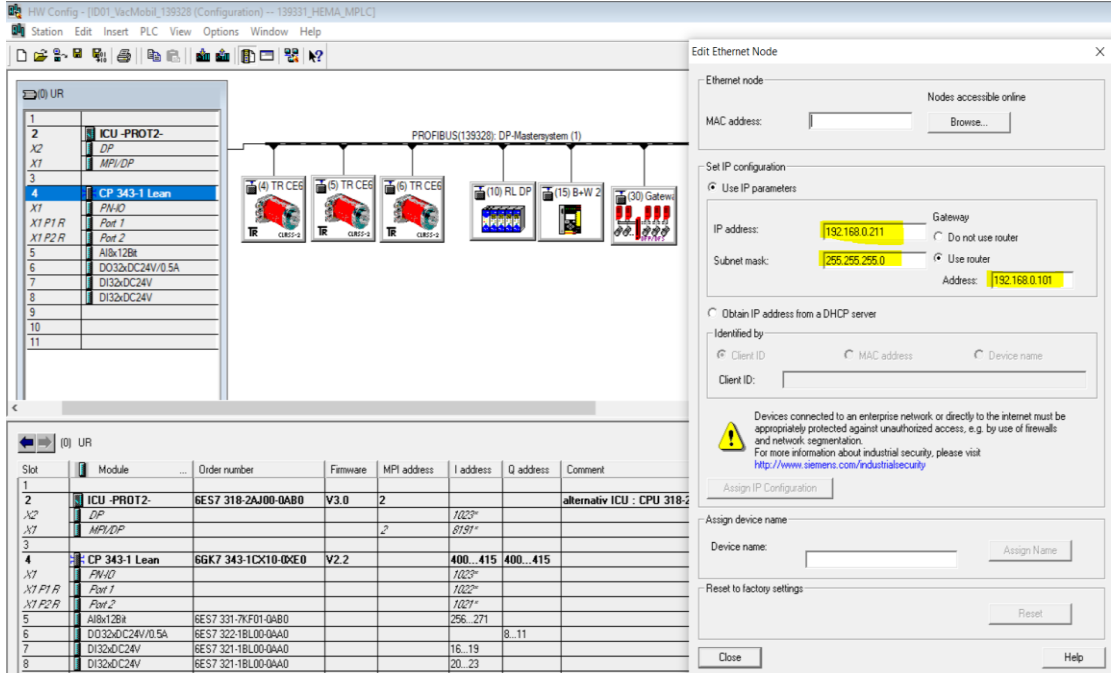 HW Config - [ID01_VacMobil_139328 (Configuration) -- 139331_HEMA_MPLC]
Station Edit Insert PLC View Options Window Help
(0) UR
1
2 ICU -PROT2-
X2 DP
X1 MPI/DP
3
4 CP 343-1 Lean
X1 PN-IO
X1 P1 R Port 1
X1 P2 R Port 2
5 AI8x12Bit
6 DO32xDC24V/0.5A
7 DI32xDC24V
8 DI32xDC24V
9
10
11
PROFIBUS(139328): DP-Mastersystem (1)
(4) TR CE6
(5) TR CE6
(6) TR CE6
(10) RL DP
(15) B+W 2
(30) Gatewa
TR CLASS-2
TR CLASS-2
TR CLASS-2
(0) UR
Slot Module ... Order number Firmware MPI address I address Q address Comment
1
2 ICU -PROT2- 6ES7 318-2AJ00-0AB0 V3.0 2 alternativ ICU : CPU 318-2
X2 DP 1023*
X1 MPI/DP 2 8191*
3
4 CP 343-1 Lean 6GK7 343-1CX10-0XE0 V2.2 400...415 400...415
X1 PN-IO 1023*
X1 P1 R Port 1 1022*
X1 P2 R Port 2 1021*
5 AI8x12Bit 6ES7 331-7KF01-0AB0 256...271
6 DO32xDC24V/0.5A 6ES7 322-1BL00-0AA0 8...11
7 DI32xDC24V 6ES7 321-1BL00-0AA0 16...19
8 DI32xDC24V 6ES7 321-1BL00-0AA0 20...23
Edit Ethernet Node
Ethernet node
Nodes accessible online
MAC address:
Browse...
Set IP configuration
Use IP parameters
Gateway
IP address: 192.168.0.211
Do not use router
Subnet mask: 255.255.255.0
Use router
Address: 192.168.0.101
Obtain IP address from a DHCP server
Identified by
Client ID MAC address Device name
Client ID:
Devices connected to an enterprise network or directly to the internet must be
appropriately protected against unauthorized access, e.g. by use of firewalls
and network segmentation.
For more information about industrial security, please visit
http://www.siemens.com/industrialsecurity
Assign IP Configuration
Assign device name
Device name:
Assign Name
Reset to factory settings
Reset
Close Help